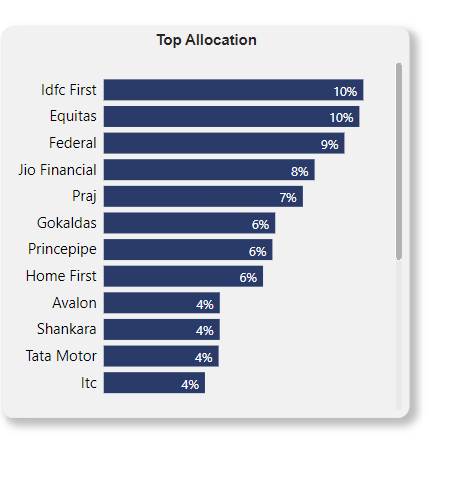 Top Allocation
Idfc First 10%
Equitas 10%
Federal 9%
Jio Financial 8%
Praj 7%
Gokaldas 6%
Princepipe 6%
Home First 6%
Avalon 4%
Shankara 4%
Tata Motor 4%
Itc 4%